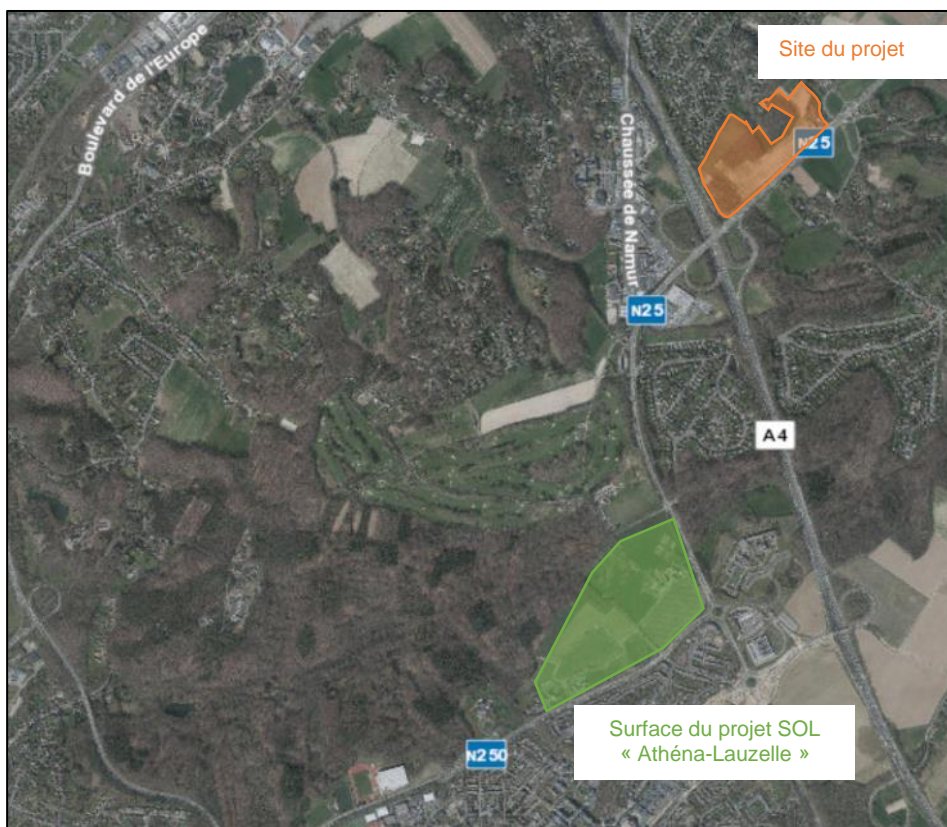 Site du projet
Boulevard de l'Europe
Chaussée de Namur
N25
N25
A4
Surface du projet SOL
« Athéna-Lauzelle »
N250